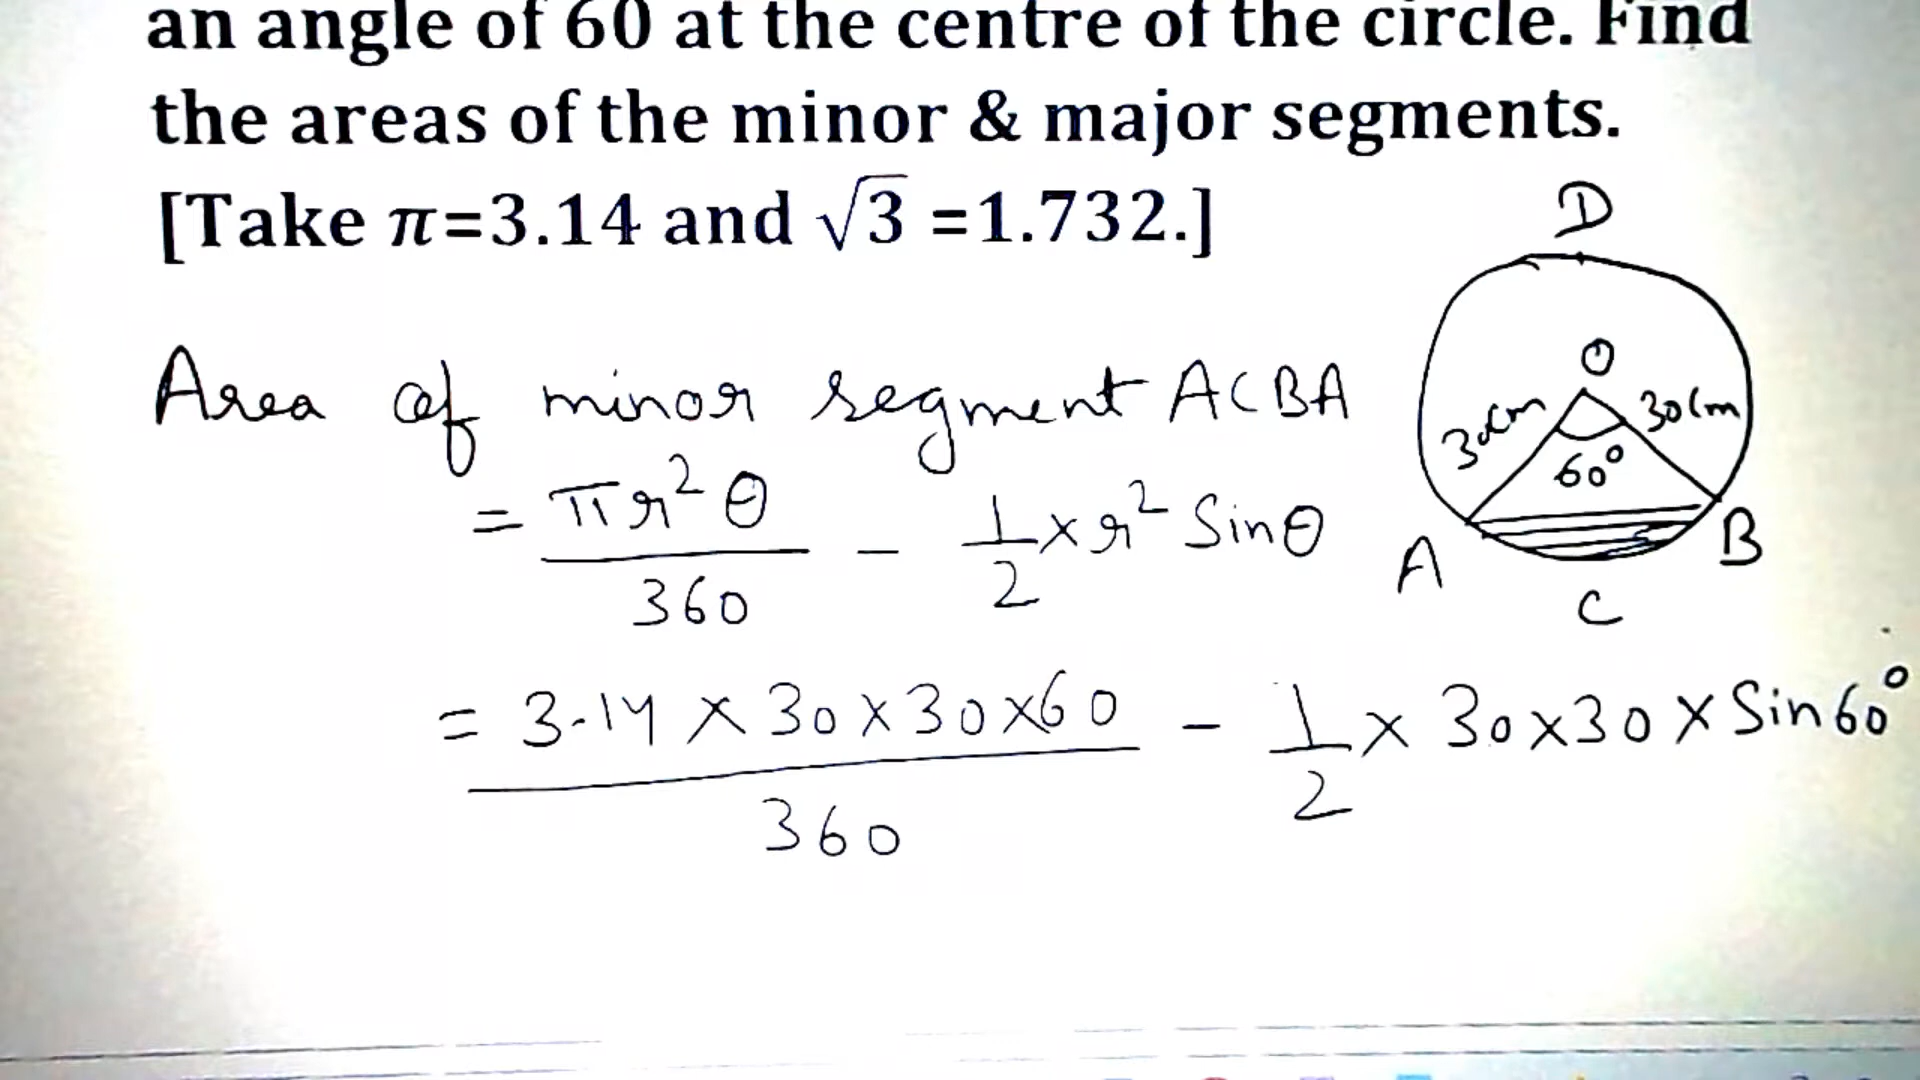 an angle of 60 at the centre of the circle. Find
the areas of the minor & major segments.
[Take π=3.14 and √3 =1.732.]
D
Area of minor segment ACBA
O
30cm 30cm
60°
= πr²θ/360 - 1/2 × r² Sinθ
A B
C
= 3.14 × 30 × 30 × 60/360 - 1/2 × 30 × 30 × Sin 60°